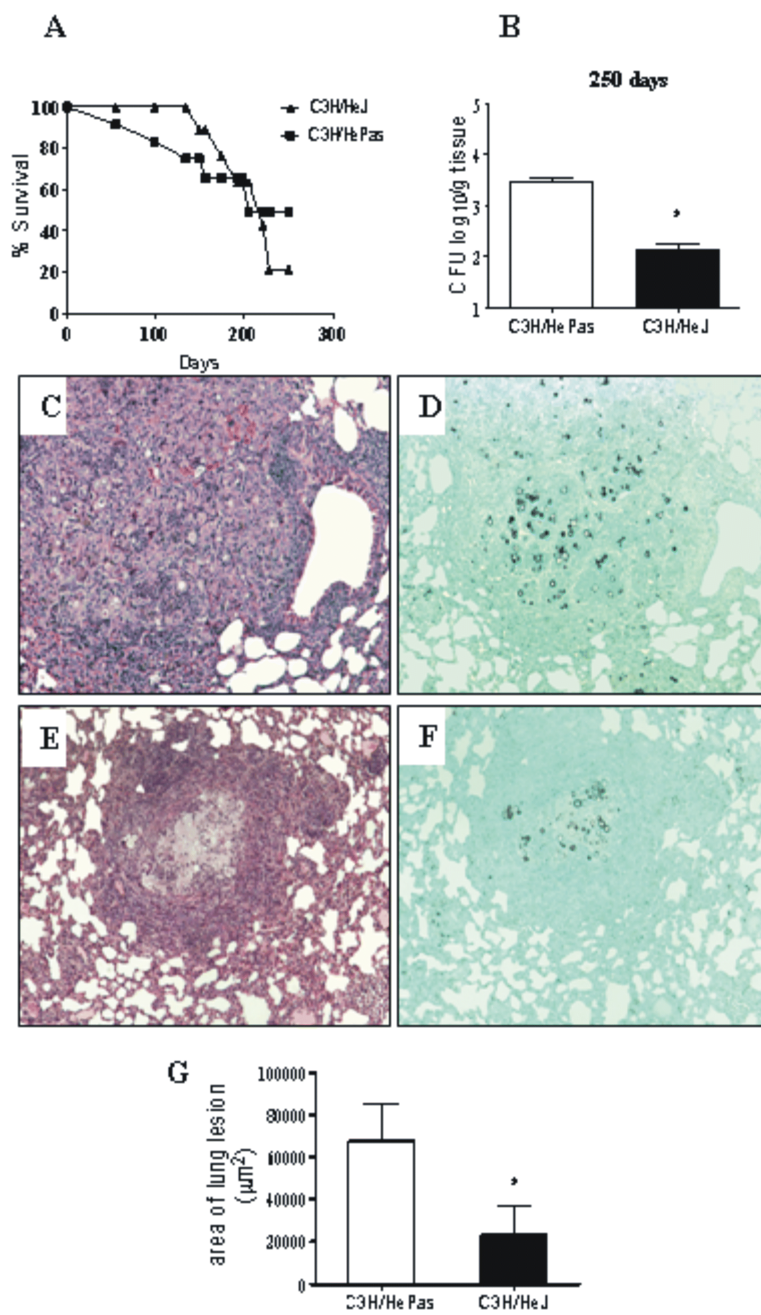 A
B
100
80
60
40
20
0
% Survival
0
100
200
300
Days
C3H/HeJ
C3H/HePas
250 days
5
4
3
2
1
CFU log10/g tissue
*
C3H/HePas
C3H/HeJ
C
D
E
F
G
100000
80000
60000
40000
20000
0
area of lung lesion
(µm²)
*
C3H/HePas
C3H/HeJ